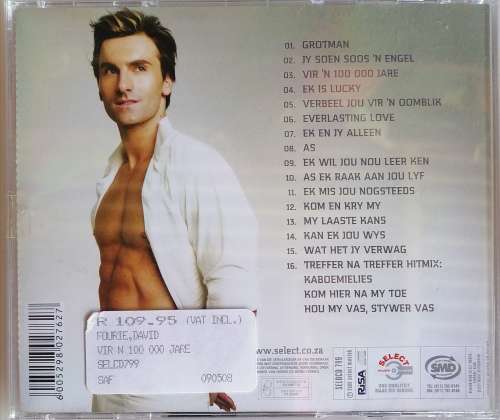 01. GROTMAN
02. JY SOEN SOOS 'N ENGEL
03. VIR 'N 100 000 JARE
04. EK IS LUCKY
05. VERBEEL JOU VIR 'N OOMBLIK
06. EVERLASTING LOVE
07. EK EN JY ALLEEN
08. AS
09. EK WIL JOU NOU LEER KEN
10. AS EK RAAK AAN JOU LYF
11. EK MIS JOU NOGSTEEDS
12. KOM EN KRY MY
13. MY LAASTE KANS
14. KAN EK JOU WYS
15. WAT HET JY VERWAG
16. TREFFER NA TREFFER HITMIX:
KABOEMIELIES
KOM HIER NA MY TOE
HOU MY VAS, STYWER VAS
R 109.95 (VAT INCL.)
FOURIE,DAVID
VIR N 100 000 JARE
SELCD799
SAF 090508
6005298027627
www.select.co.za
SELBCD 799
RiSA
SELECT
SMD